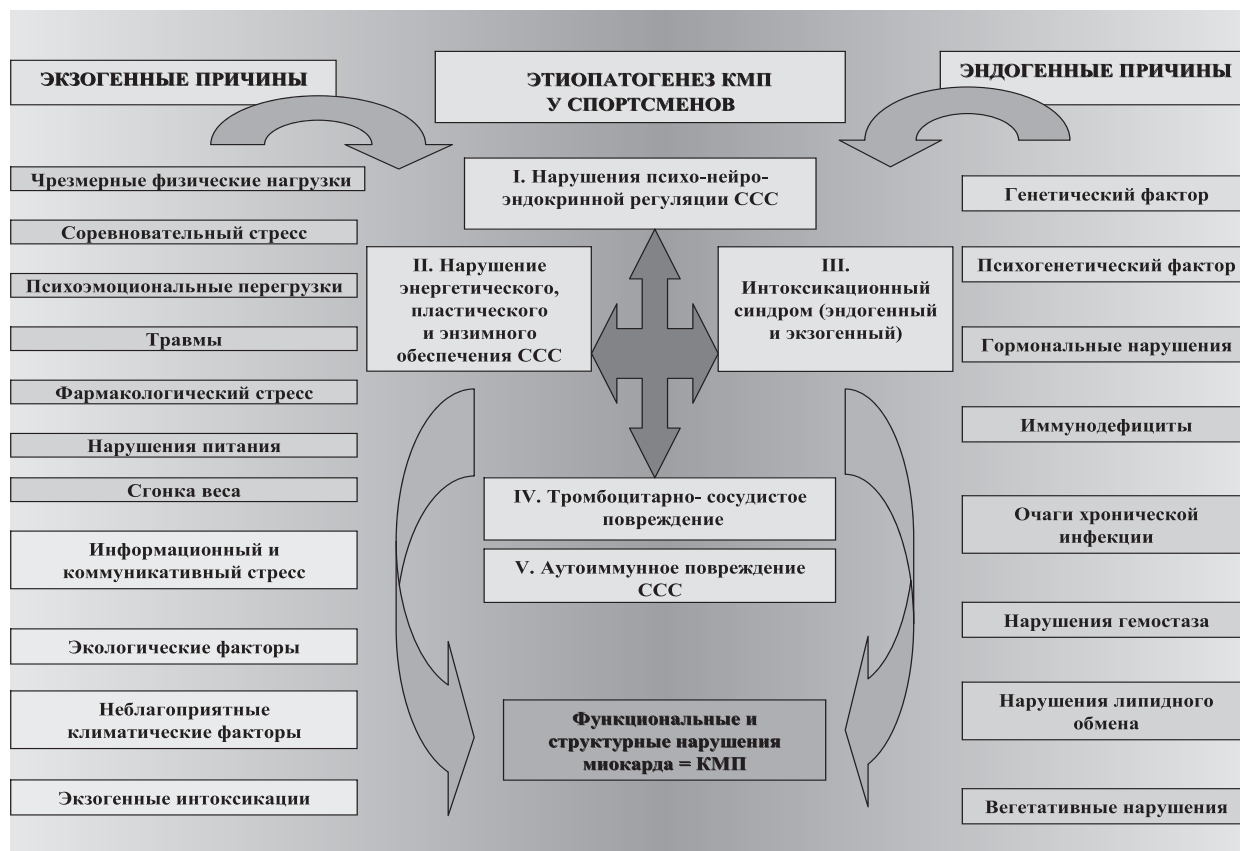 ЭКЗОГЕННЫЕ ПРИЧИНЫ
Чрезмерные физические нагрузки
Соревновательный стресс
Психоэмоциональные перегрузки
Травмы
Фармакологический стресс
Нарушения питания
Сгонка веса
Информационный и
коммуникативный стресс
Экологические факторы
Неблагоприятные
климатические факторы
Экзогенные интоксикации
ЭТИОПАТОГЕНЕЗ КМП
У СПОРТСМЕНОВ
I. Нарушения психо-нейро-
эндокринной регуляции ССС
II. Нарушение
энергетического,
пластического
и энзимного
обеспечения ССС
III.
Интоксикационный
синдром (эндогенный
и экзогенный)
IV. Тромбоцитарно- сосудистое
повреждение
V. Аутоиммунное повреждение
ССС
Функциональные и
структурные нарушения
миокарда = КМП
ЭНДОГЕННЫЕ ПРИЧИНЫ
Генетический фактор
Психогенетический фактор
Гормональные нарушения
Иммунодефициты
Очаги хронической
инфекции
Нарушения гемостаза
Нарушения липидного
обмена
Вегетативные нарушения